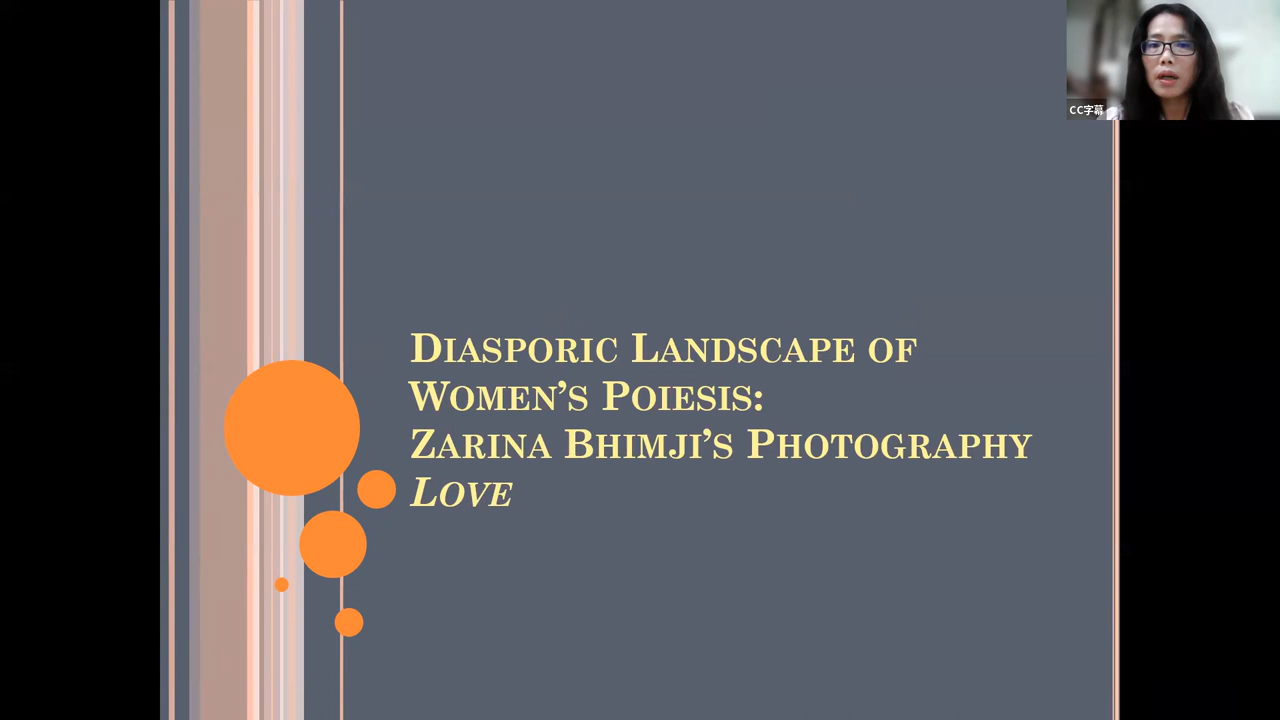 CC字幕
Diasporic Landscape of
Women’s Poiesis:
Zarina Bhimji’s Photography
Love